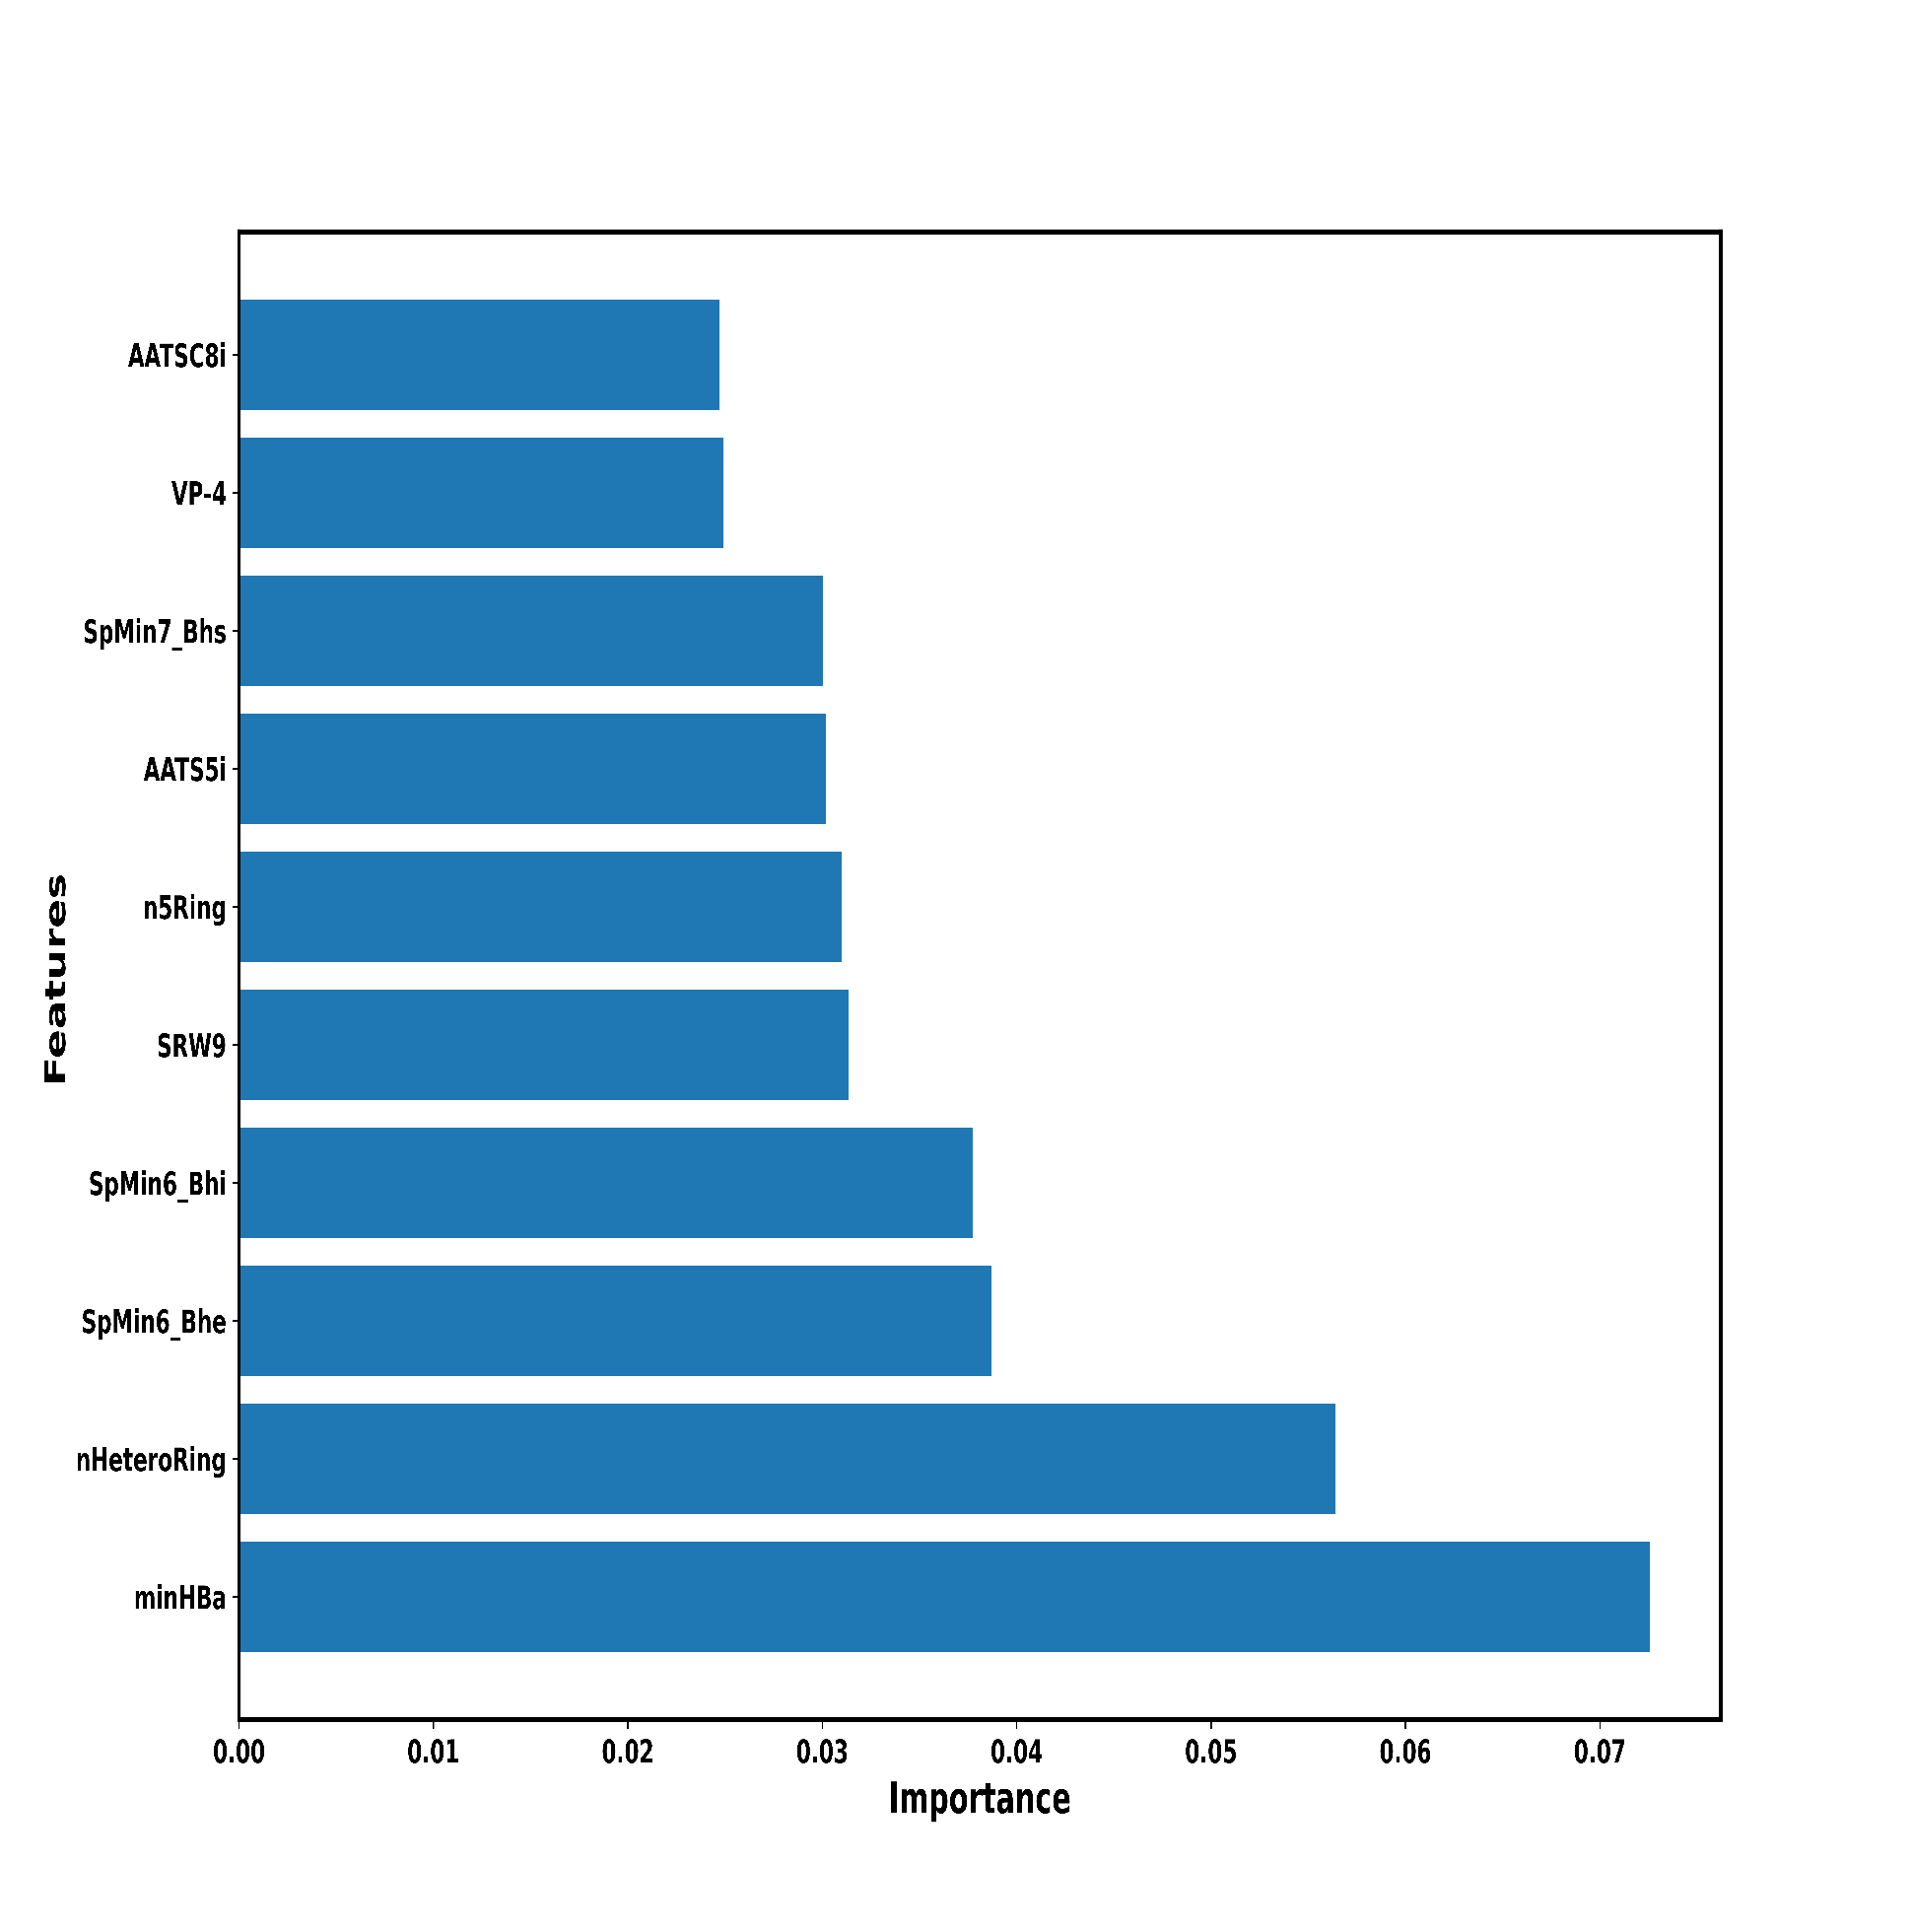 AATSC8i
VP-4
SpMin7_Bhs
AATS5i
n5Ring
SRW9
SpMin6_Bhi
SpMin6_Bhe
nHeteroRing
minHBa
Features
0.00 0.01 0.02 0.03 0.04 0.05 0.06 0.07
Importance